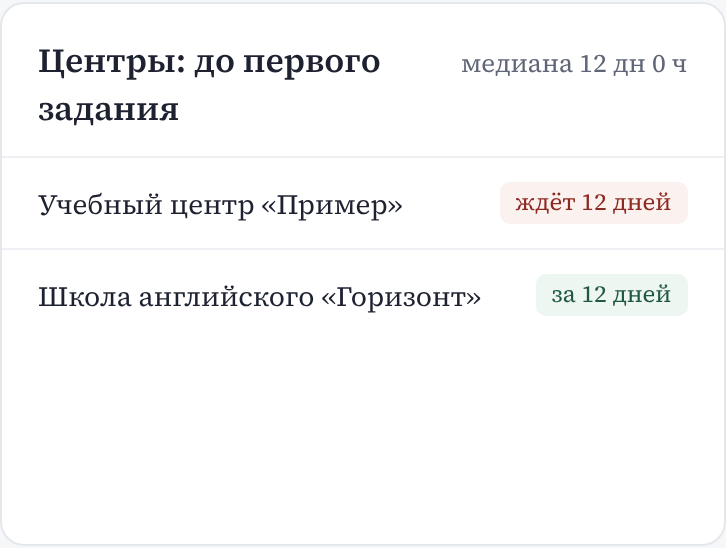 Центры: до первого задания
медиана 12 дн 0 ч
Учебный центр «Пример»
ждёт 12 дней
Школа английского «Горизонт»
за 12 дней